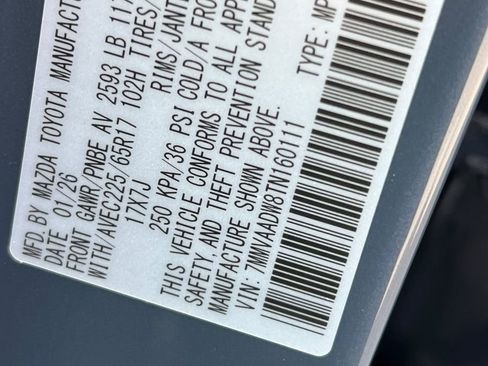 MFD.BY MAZDA TOYOTA MANUFACTUR
DATE 01/26
FRONT GAWR/PNBE AV 2593 LB 117
WITH/AVEC225/65R17 102H TIRES/
17X7J RIMS/JANT
250 KPA/36 PSI COLD/A FRO
THIS VEHICLE CONFORMS TO ALL APPL
SAFETY,AND THEFT PREVENTION STAND
MANUFACTURE SHOWN ABOVE.
VIN: 7MMVAADW8TN160111 TYPE: MP